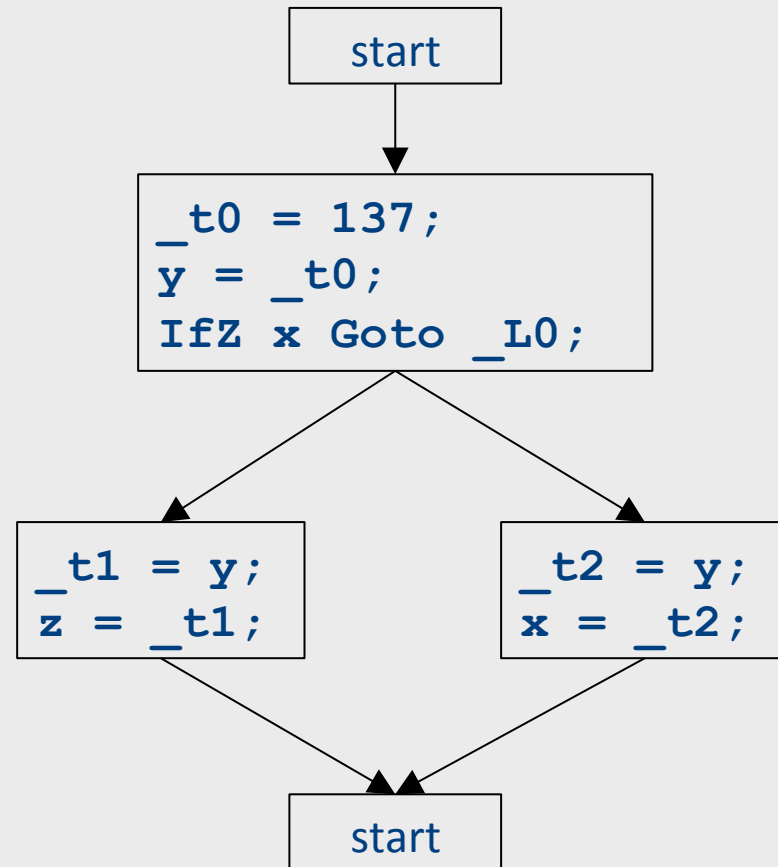 start
_t0 = 137;
y = _t0;
IfZ x Goto _L0;
_t1 = y;
z = _t1;
_t2 = y;
x = _t2;
start